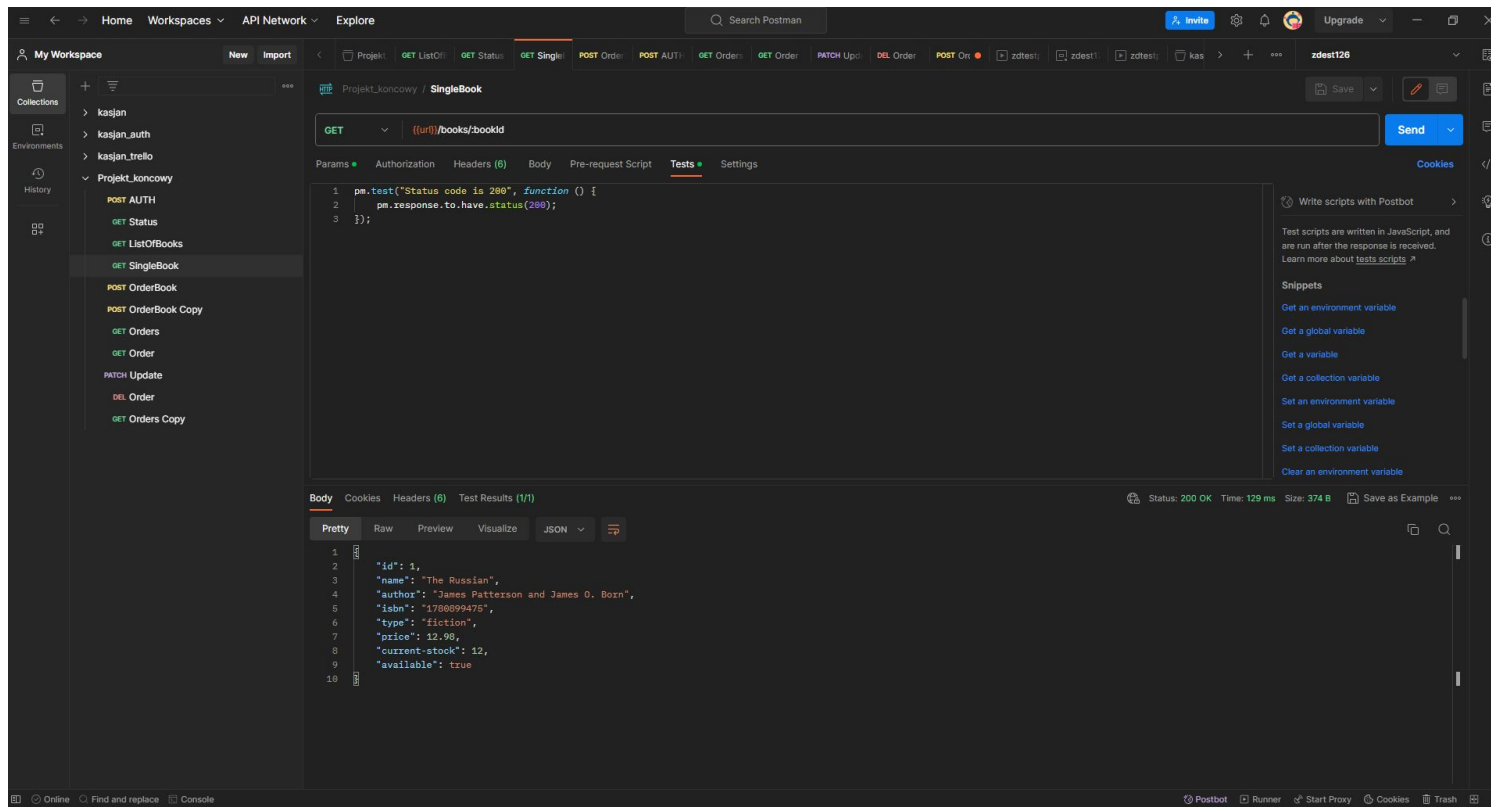 Home Workspaces API Network Explore Search Postman Invite Upgrade
My Workspace New Import Projekt GET ListOf GET Status GET Single POST Order POST AUTH GET Orders GET Order PATCH Upd DEL Order POST Orc zdtest zdest1 zdtest kas zdest126
Collections
Environments
History
kasjan
kasjan_auth
kasjan_trello
Projekt_koncowy
POST AUTH
GET Status
GET ListOfBooks
GET SingleBook
POST OrderBook
POST OrderBook Copy
GET Orders
GET Order
PATCH Update
DEL Order
GET Orders Copy
HTTP Projekt_koncowy / SingleBook Save
GET {{url}}/books/:bookId Send
Params Authorization Headers (6) Body Pre-request Script Tests Settings Cookies
1 pm.test("Status code is 200", function () {
2 pm.response.to.have.status(200);
3 });
Write scripts with Postbot
Test scripts are written in JavaScript, and
are run after the response is received.
Learn more about tests scripts
Snippets
Get an environment variable
Get a global variable
Get a variable
Get a collection variable
Set an environment variable
Set a global variable
Set a collection variable
Clear an environment variable
Body Cookies Headers (6) Test Results (1/1) Status: 200 OK Time: 129 ms Size: 374 B Save as Example
Pretty Raw Preview Visualize JSON
1 {
2 "id": 1,
3 "name": "The Russian",
4 "author": "James Patterson and James O. Born",
5 "isbn": "1780899475",
6 "type": "fiction",
7 "price": 12.98,
8 "current-stock": 12,
9 "available": true
10 }
Online Find and replace Console Postbot Runner Start Proxy Cookies Trash